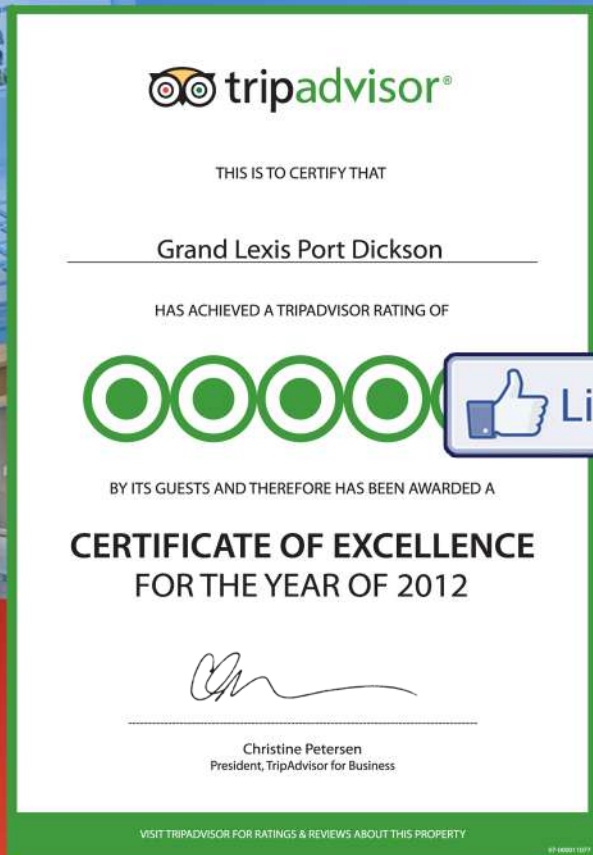 tripadvisor®
THIS IS TO CERTIFY THAT
Grand Lexis Port Dickson
HAS ACHIEVED A TRIPADVISOR RATING OF
Li
BY ITS GUESTS AND THEREFORE HAS BEEN AWARDED A
CERTIFICATE OF EXCELLENCE
FOR THE YEAR OF 2012
Christine Petersen
President, TripAdvisor for Business
VISIT TRIPADVISOR FOR RATINGS & REVIEWS ABOUT THIS PROPERTY